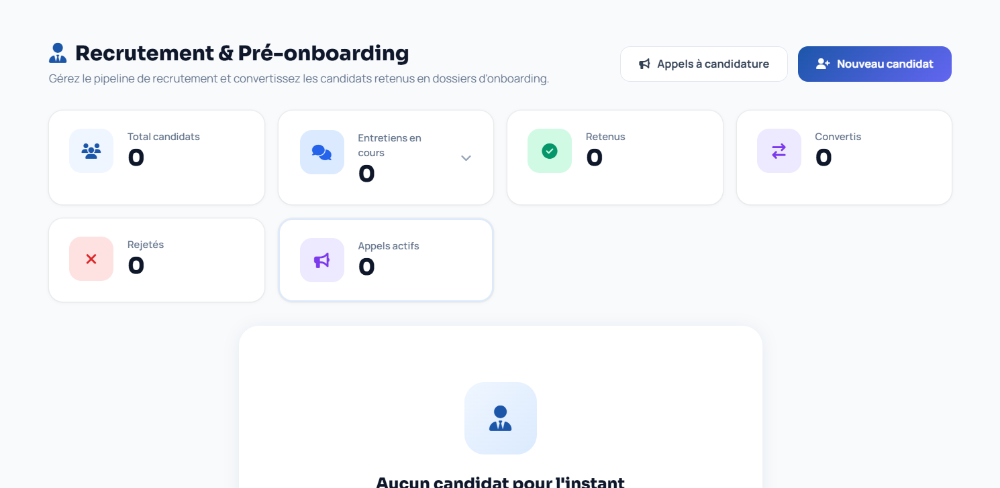 Recrutement & Pré-onboarding
Gérez le pipeline de recrutement et convertissez les candidats retenus en dossiers d'onboarding.
Appels à candidature
Nouveau candidat
Total candidats
0
Entretiens en
cours
0
Retenus
0
Convertis
0
Rejetés
0
Appels actifs
0
Aucun candidat pour l'instant